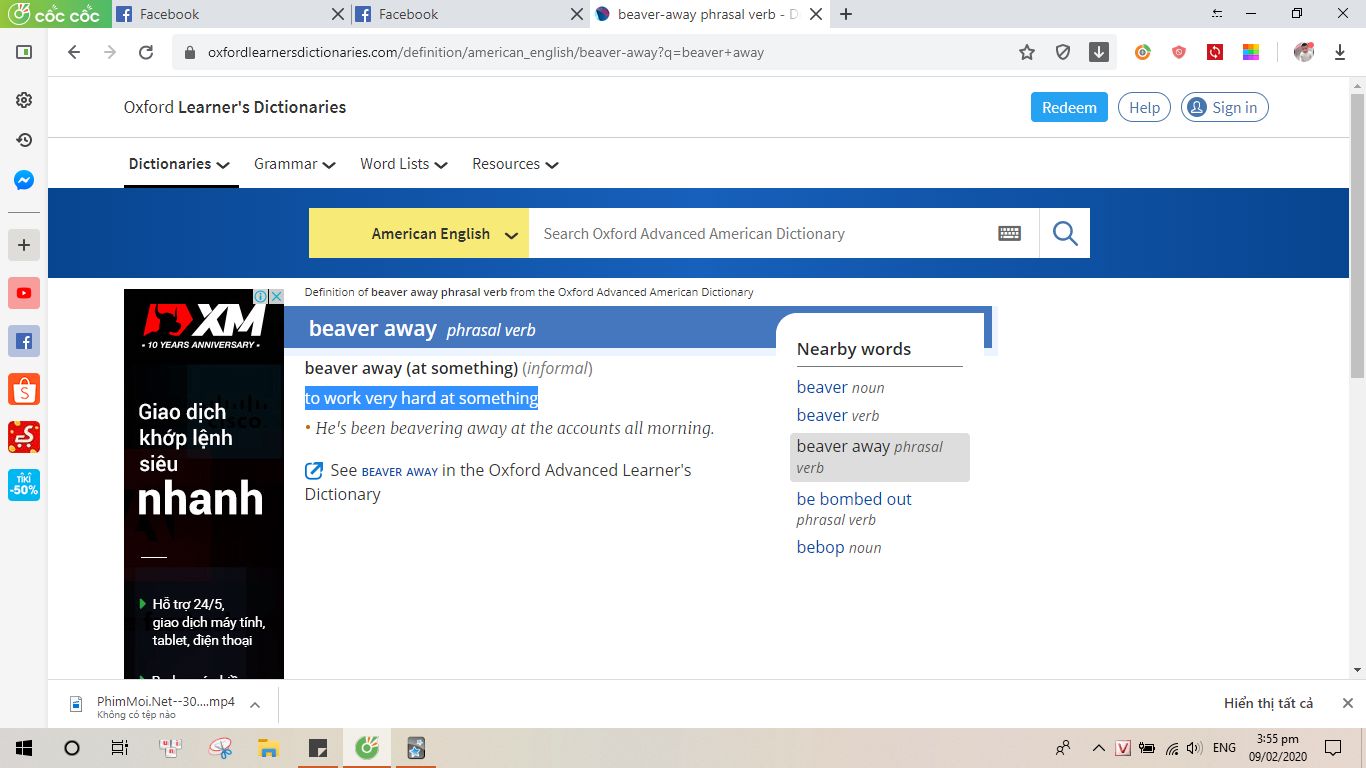 cốc cốc
Facebook
Facebook
beaver-away phrasal verb - D
oxfordlearnersdictionaries.com/definition/american_english/beaver-away?q=beaver+away
Oxford Learner's Dictionaries
Redeem
Help
Sign in
Dictionaries
Grammar
Word Lists
Resources
American English
Search Oxford Advanced American Dictionary
Definition of beaver away phrasal verb from the Oxford Advanced American Dictionary
beaver away phrasal verb
beaver away (at something) (informal)
to work very hard at something
• He's been beavering away at the accounts all morning.
See BEAVER AWAY in the Oxford Advanced Learner's
Dictionary
Nearby words
beaver noun
beaver verb
beaver away phrasal
verb
be bombed out
phrasal verb
bebop noun
XM
• 10 YEARS ANNIVERSARY •
Giao dịch
khớp lệnh
siêu
nhanh
Hỗ trợ 24/5,
giao dịch máy tính,
tablet, điện thoại
TIKI
-50%
PhimMoi.Net--30....mp4
Không có tệp nào
Hiển thị tất cả
ENG
3:55 pm
09/02/2020